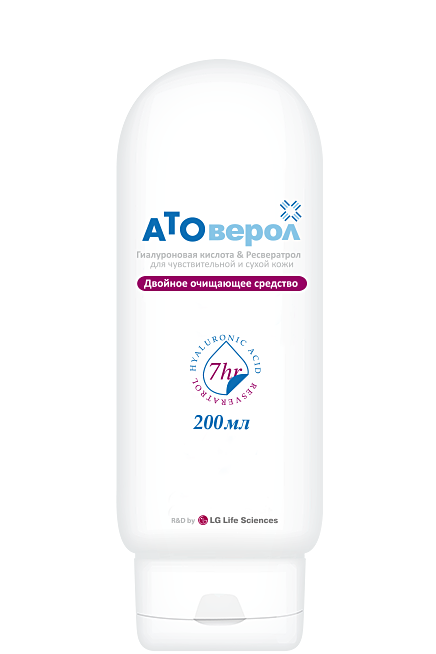 АТОверол
Гиалуроновая кислота & Ресвератрол
для чувствительной и сухой кожи
Двойное очищающее средство
HYALURONIC ACID
7hr
RESVERATROL
200мл
R&D by LG Life Sciences